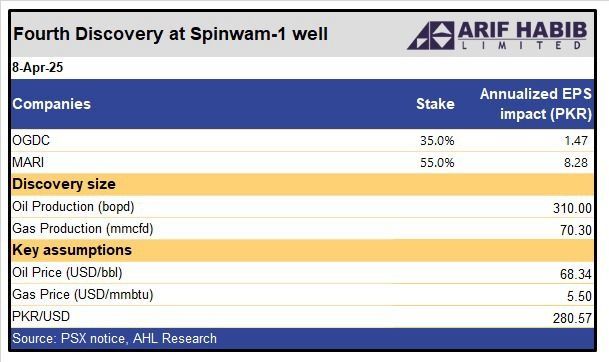 Fourth Discovery at Spinwam-1 well
ARIF HABIB
LIMITED
8-Apr-25
Companies Stake Annualized EPS
impact (PKR)
OGDC 35.0% 1.47
MARI 55.0% 8.28
Discovery size
Oil Production (bopd) 310.00
Gas Production (mmcfd) 70.30
Key assumptions
Oil Price (USD/bbl) 68.34
Gas Price (USD/mmbtu) 5.50
PKR/USD 280.57
Source: PSX notice, AHL Research